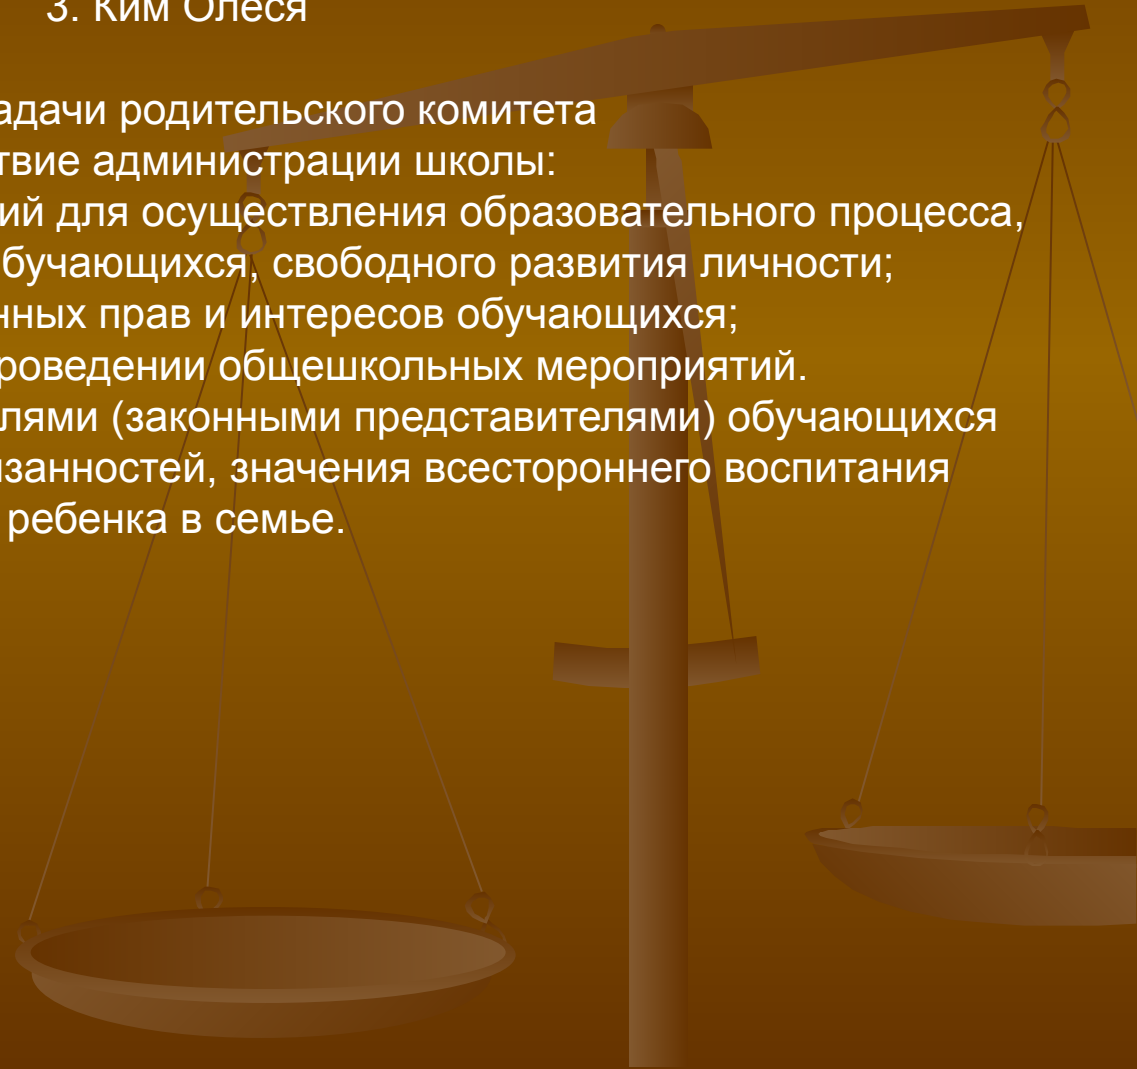 3. Ким Олеся
адачи родительского комитета
твие администрации школы:
ий для осуществления образовательного процесса,
бучающихся, свободного развития личности;
нных прав и интересов обучающихся;
роведении общешкольных мероприятий.
лями (законными представителями) обучающихся
язанностей, значения всестороннего воспитания
ребенка в семье.